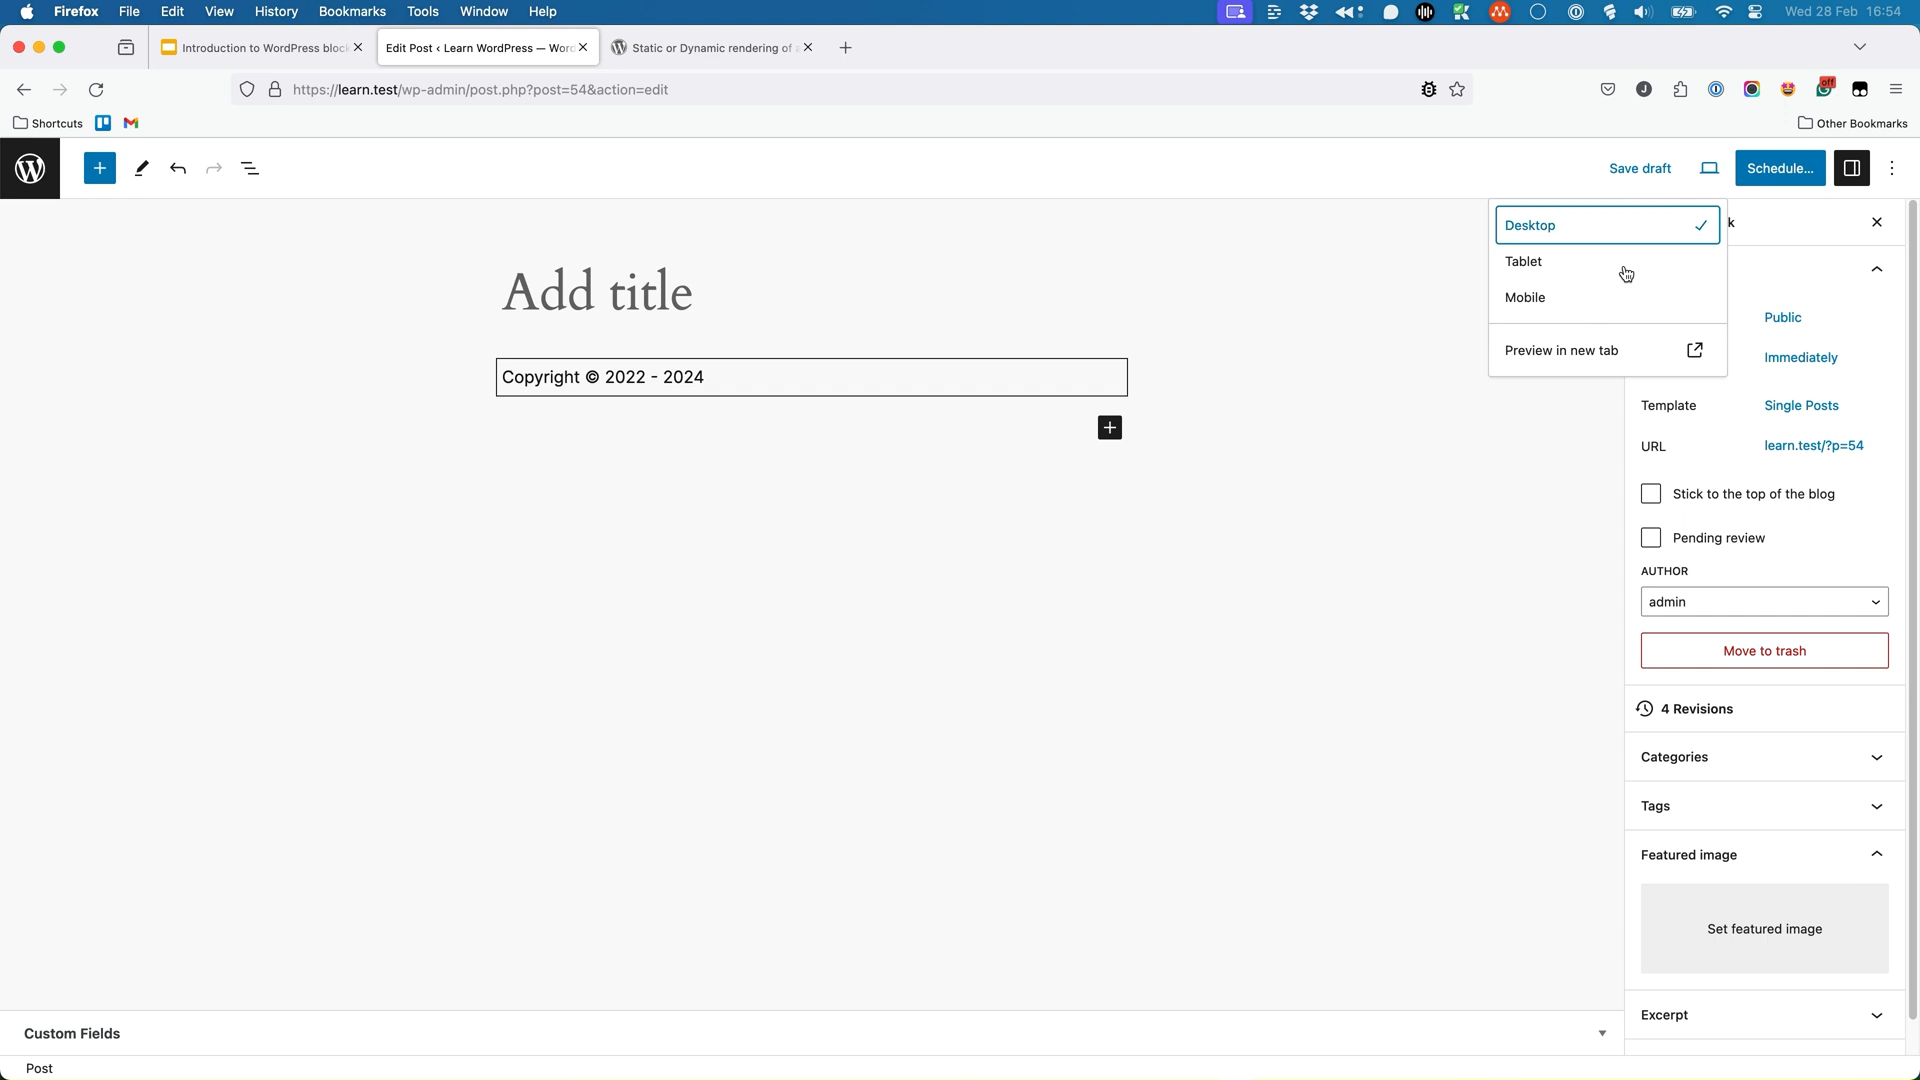 Firefox File Edit View History Bookmarks Tools Window Help Wed 28 Feb 16:54
Introduction to WordPress block Edit Post ‹ Learn WordPress — Word Static or Dynamic rendering of a
https://learn.test/wp-admin/post.php?post=54&action=edit off
Shortcuts Other Bookmarks
Save draft Schedule...
Desktop k
Tablet
Mobile
Public
Preview in new tab Immediately
Add title
Copyright © 2022 - 2024
Template Single Posts
URL learn.test/?p=54
Stick to the top of the blog
Pending review
AUTHOR
admin
Move to trash
4 Revisions
Categories
Tags
Featured image
Set featured image
Excerpt
Custom Fields
Post